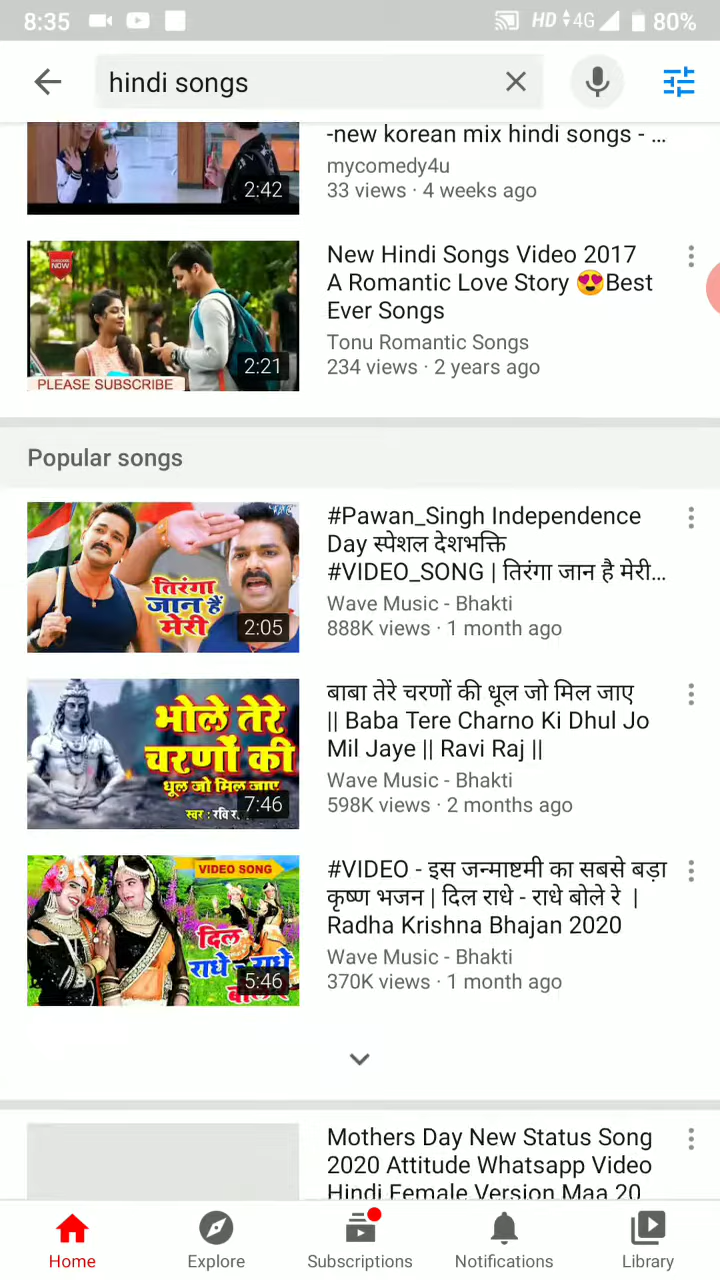 8:35
HD 4G 80%
hindi songs
-new korean mix hindi songs - ...
mycomedy4u
33 views · 4 weeks ago
2:42
NOW
PLEASE SUBSCRIBE
2:21
New Hindi Songs Video 2017
A Romantic Love Story 😍Best
Ever Songs
Tonu Romantic Songs
234 views · 2 years ago
Popular songs
तिरंगा
जान है
मेरी
2:05
#Pawan_Singh Independence
Day स्पेशल देशभक्ति
#VIDEO_SONG | तिरंगा जान है मेरी...
Wave Music - Bhakti
888K views · 1 month ago
भोले तेरे
चरणों की
धूल जो मिल जाए
स्वर : रवि
7:46
बाबा तेरे चरणों की धूल जो मिल जाए
|| Baba Tere Charno Ki Dhul Jo
Mil Jaye || Ravi Raj ||
Wave Music - Bhakti
598K views · 2 months ago
VIDEO SONG
दिल
राधे - राधे
5:46
#VIDEO - इस जन्माष्टमी का सबसे बड़ा
कृष्ण भजन | दिल राधे - राधे बोले रे |
Radha Krishna Bhajan 2020
Wave Music - Bhakti
370K views · 1 month ago
Mothers Day New Status Song
2020 Attitude Whatsapp Video
Hindi Female Version Maa 20
Home
Explore
Subscriptions
Notifications
Library